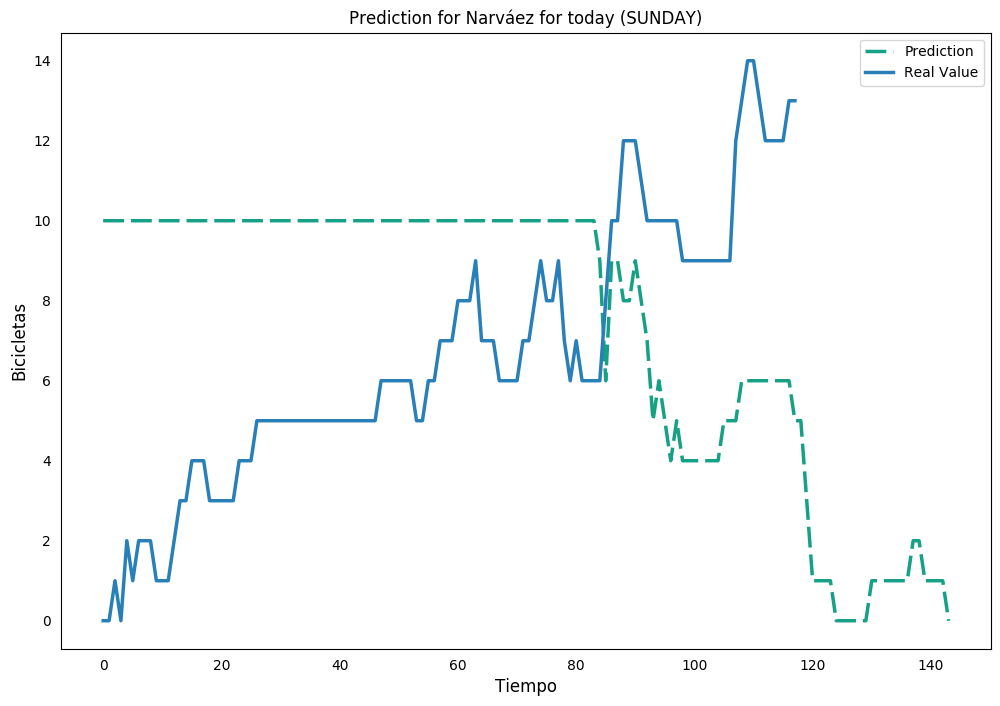 Prediction for Narváez for today (SUNDAY)
Prediction
Real Value
Bicicletas
14
12
10
8
6
4
2
0
0 20 40 60 80 100 120 140
Tiempo